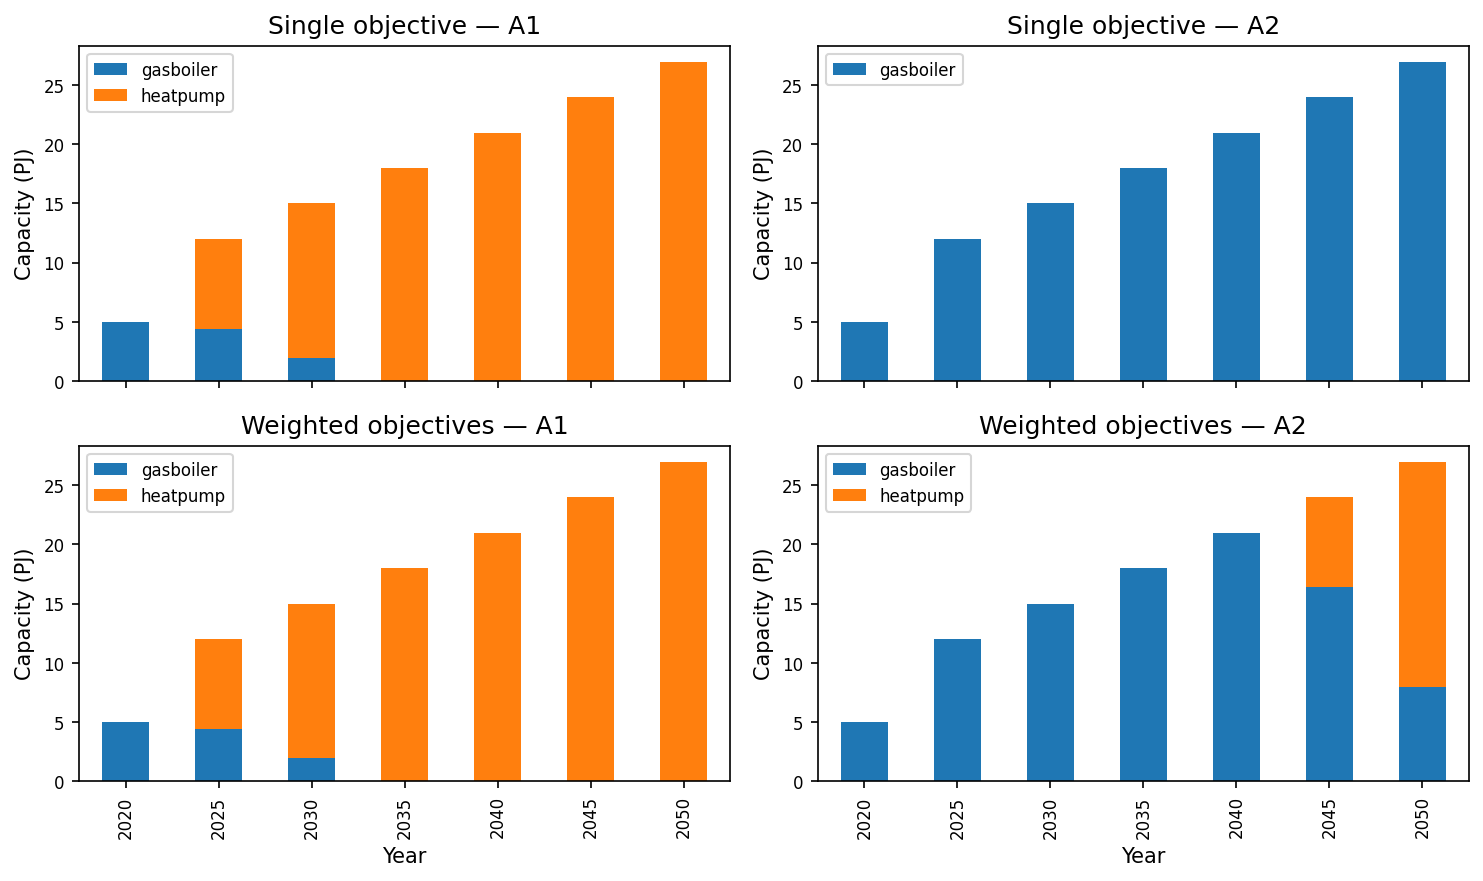 Single objective — A1
gasboiler
heatpump
Capacity (PJ)
25
20
15
10
5
0
Single objective — A2
gasboiler
Capacity (PJ)
25
20
15
10
5
0
Weighted objectives — A1
gasboiler
heatpump
Capacity (PJ)
25
20
15
10
5
0
2020
2025
2030
2035
2040
2045
2050
Year
Weighted objectives — A2
gasboiler
heatpump
Capacity (PJ)
25
20
15
10
5
0
2020
2025
2030
2035
2040
2045
2050
Year